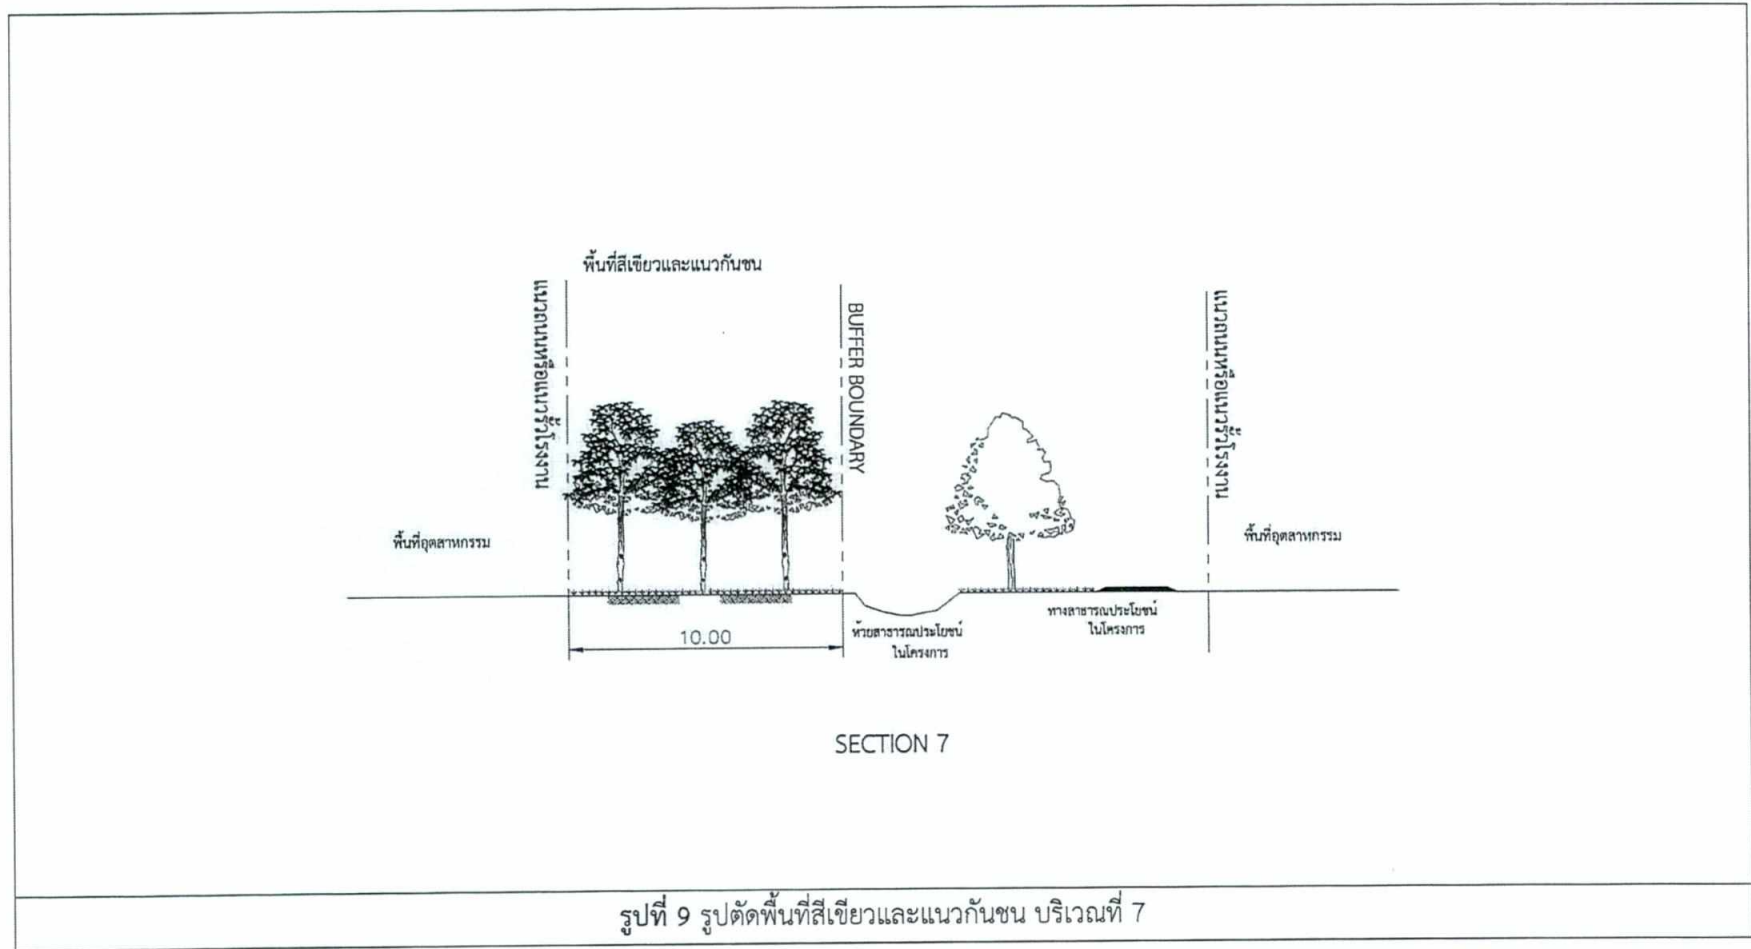 พื้นที่สีเขียวและแนวกันชน
แนวถนนหรือแนวรั้วโรงงาน
BUFFER BOUNDARY
แนวถนนหรือแนวรั้วโรงงาน
พื้นที่อุตสาหกรรม
พื้นที่อุตสาหกรรม
10.00
ห้วยสาธารณประโยชน์
ในโครงการ
ทางสาธารณประโยชน์
ในโครงการ
SECTION 7
รูปที่ 9 รูปตัดพื้นที่สีเขียวและแนวกันชน บริเวณที่ 7